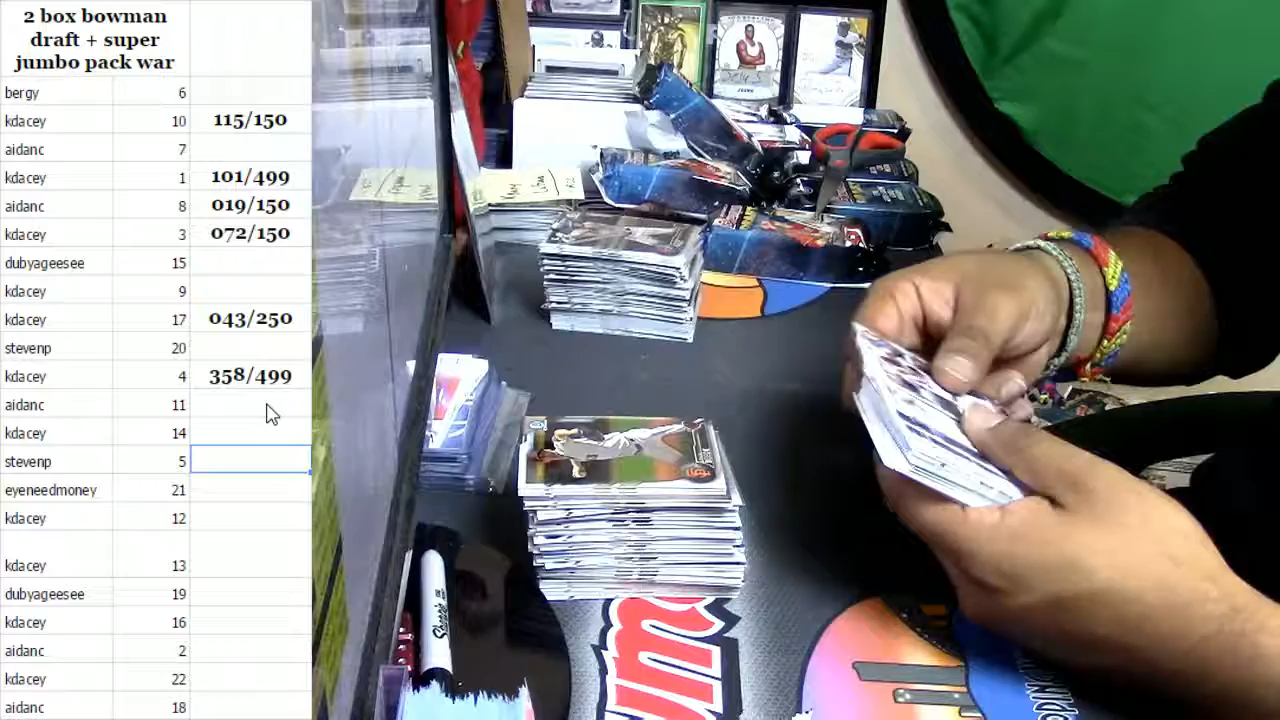 2 box bowman
draft + super
jumbo pack war
bergy 6
kdacey 10 115/150
aidanc 7
kdacey 1 101/499
aidanc 8 019/150
kdacey 3 072/150
dubyageesee 15
kdacey 9
kdacey 17 043/250
stevenp 20
kdacey 4 358/499
aidanc 11
kdacey 14
stevenp 5
eyeneedmoney 21
kdacey 12
kdacey 13
dubyageesee 19
kdacey 16
aidanc 2
kdacey 22
aidanc 18
Sharpie